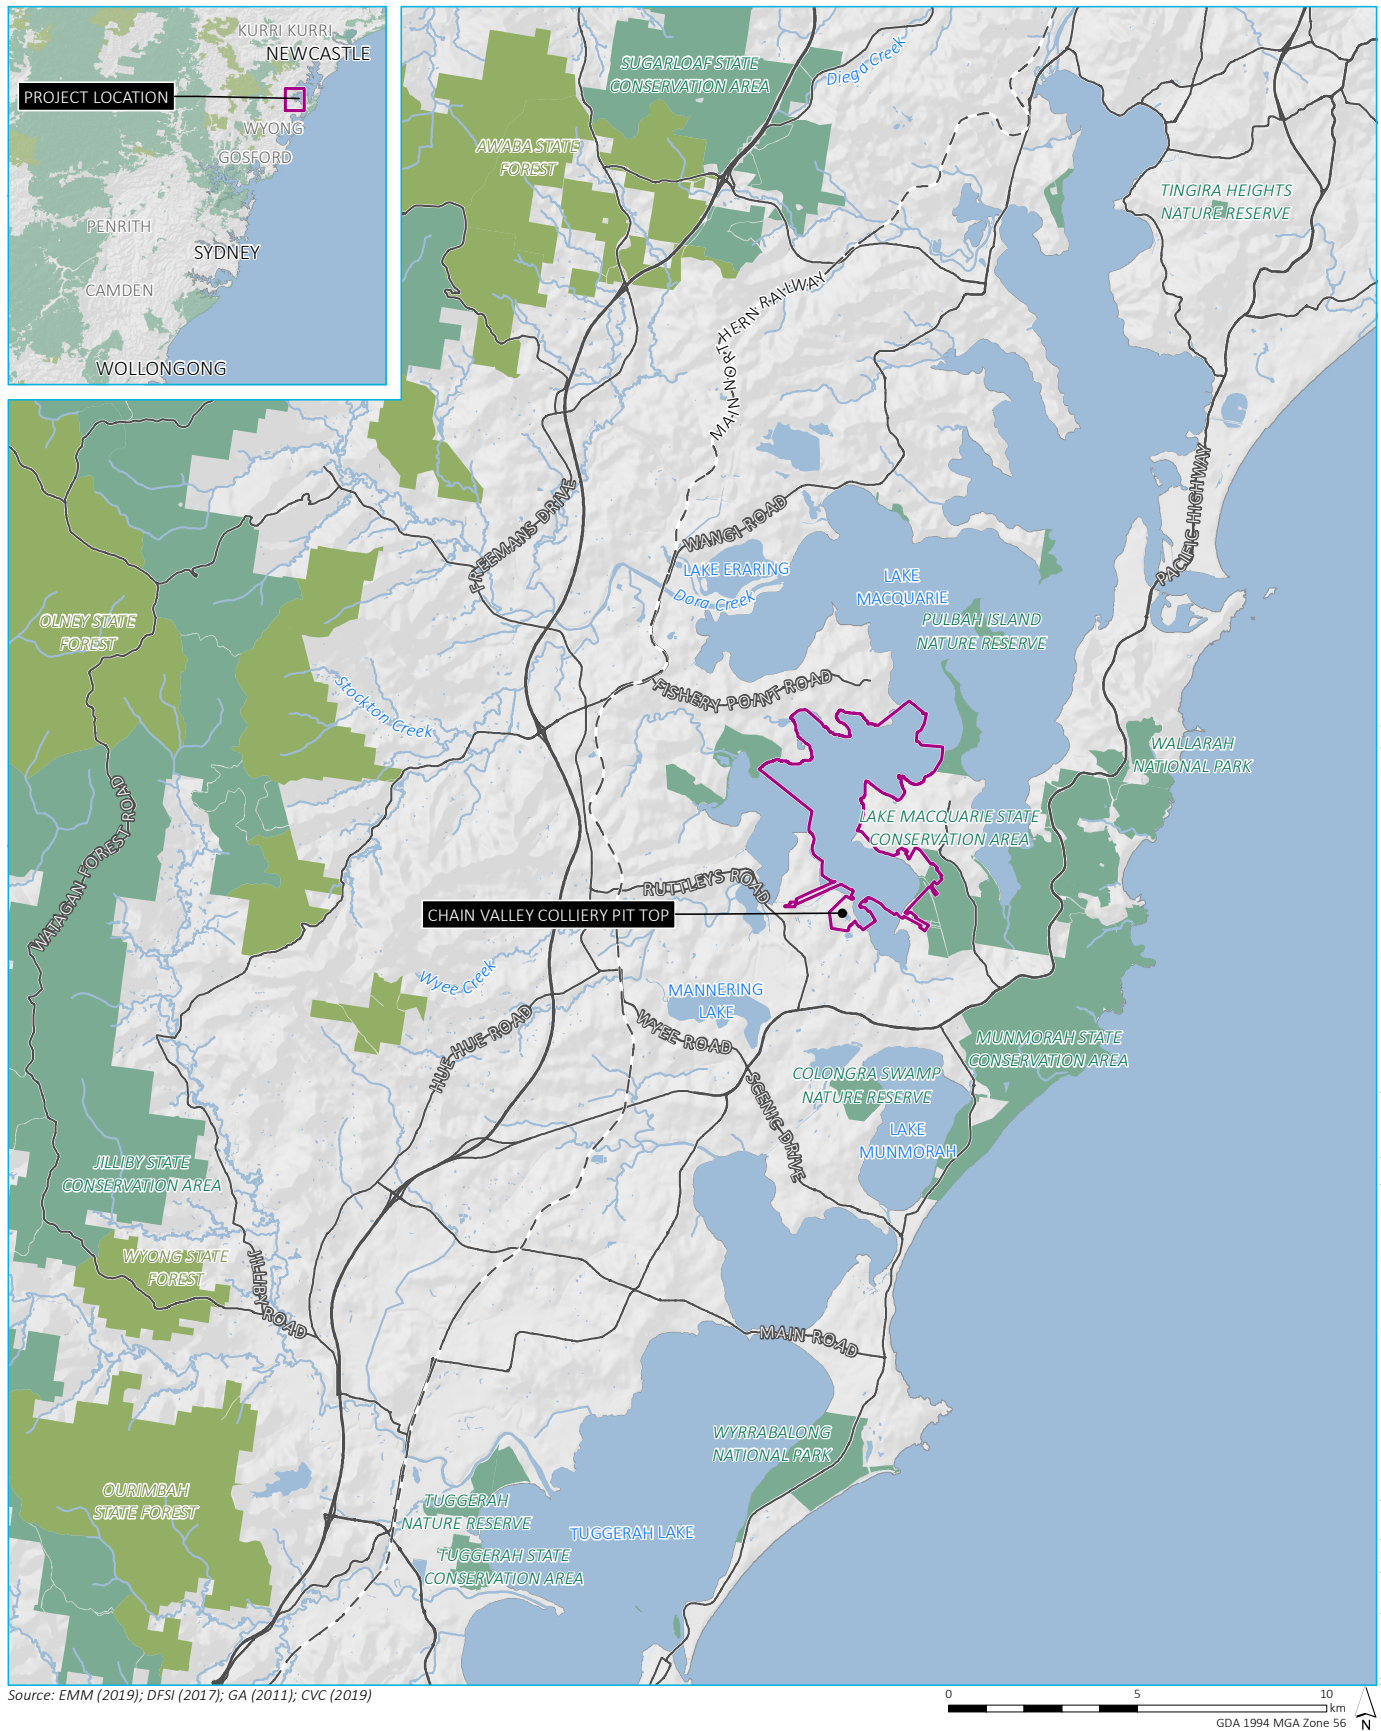 KURRI KURRI
NEWCASTLE
PROJECT LOCATION
WYONG
GOSFORD
PENRITH
SYDNEY
CAMDEN
WOLLONGONG
SUGARLOAF STATE
CONSERVATION AREA
Diega Creek
AWABA STATE
FOREST
TINGIRA HEIGHTS
NATURE RESERVE
MAIN NORTHERN RAILWAY
FREEMANS DRIVE
WANGI ROAD
PACIFIC HIGHWAY
LAKE ERARING
Dora Creek
LAKE
MACQUARIE
PULBAH ISLAND
NATURE RESERVE
OLNEY STATE
FOREST
Stockton Creek
FISHERY POINT ROAD
WALLARAH
NATIONAL PARK
WATAGAN FOREST ROAD
LAKE MACQUARIE STATE
CONSERVATION AREA
RUTTLEYS ROAD
CHAIN VALLEY COLLIERY PIT TOP
Wyee Creek
MANNERING
LAKE
HUE HUE ROAD
WYEE ROAD
MUNMORAH STATE
CONSERVATION AREA
COLONGRA SWAMP
NATURE RESERVE
SCENIC DRIVE
LAKE
MUNMORAH
JILLIBY STATE
CONSERVATION AREA
WYONG STATE
FOREST
JILLIBY ROAD
MAIN ROAD
WYRRABALONG
NATIONAL PARK
OURIMBAH
STATE FOREST
TUGGERAH
NATURE RESERVE
TUGGERAH LAKE
TUGGERAH STATE
CONSERVATION AREA
Source: EMM (2019); DFSI (2017); GA (2011); CVC (2019)
0 5 10
km
GDA 1994 MGA Zone 56
N